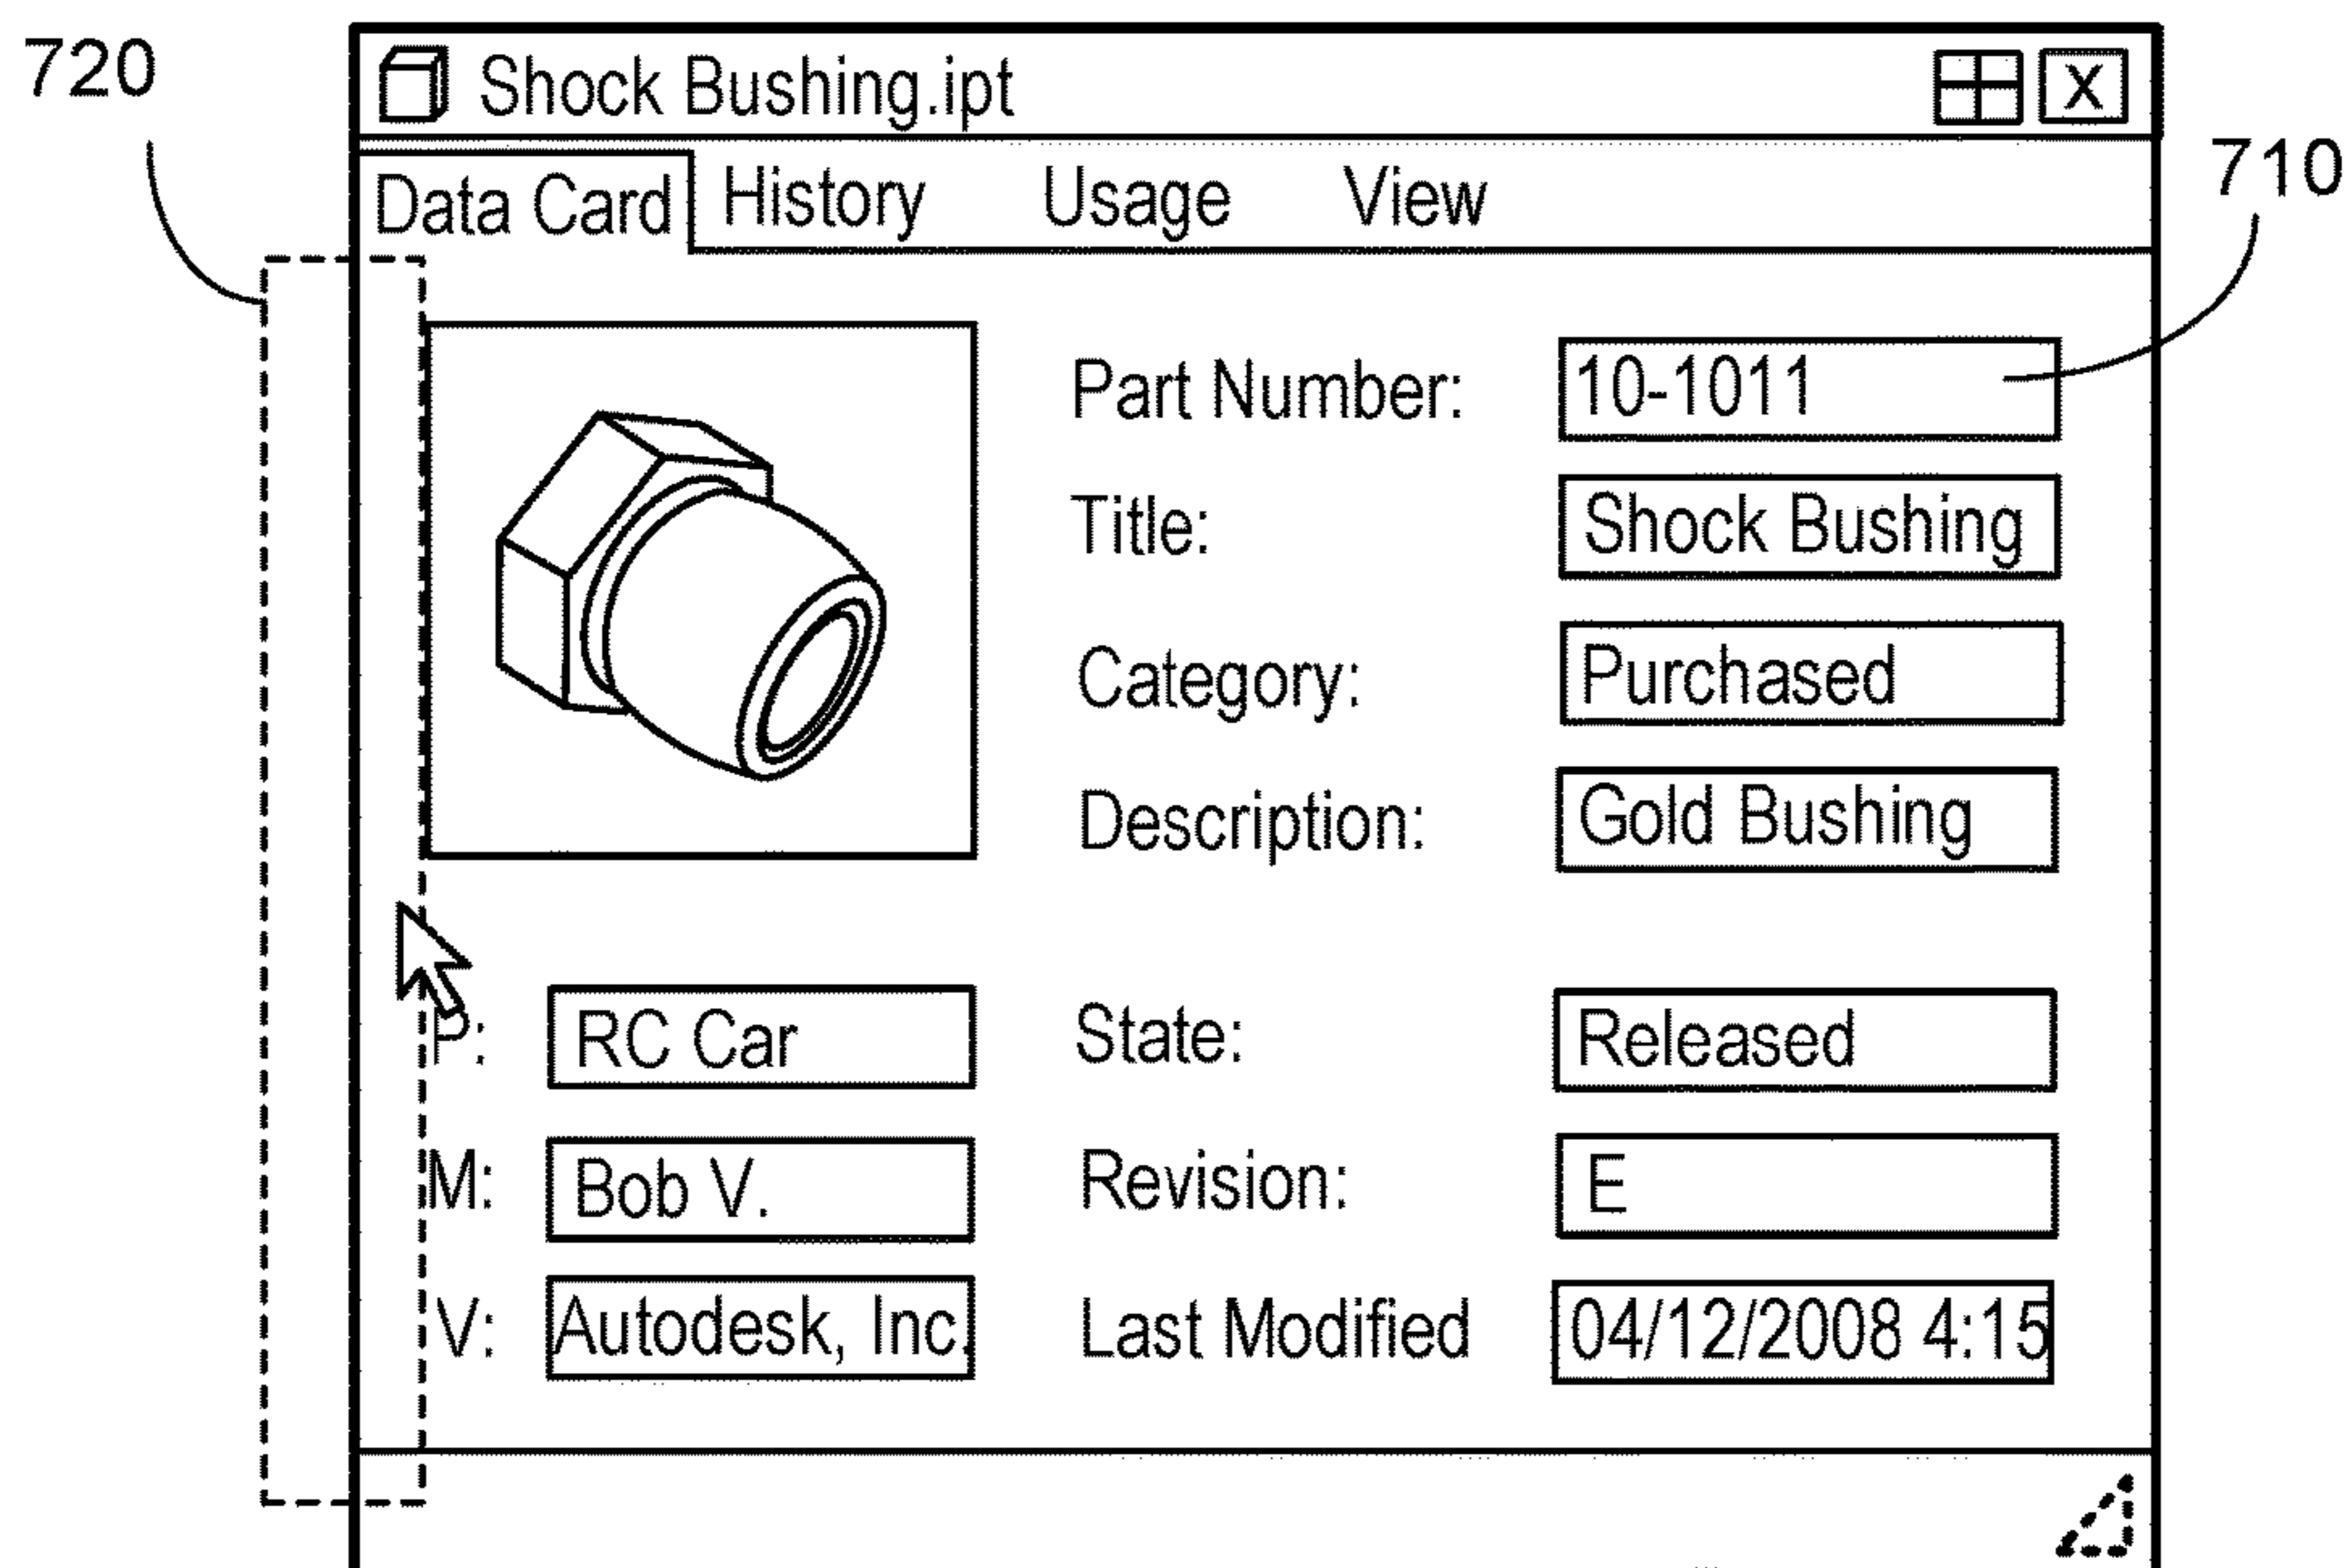 720
Shock Bushing.ipt X
710
Data Card History Usage View
Part Number: 10-1011
Title: Shock Bushing
Category: Purchased
Description: Gold Bushing
P: RC Car State: Released
M: Bob V. Revision: E
V: Autodesk, Inc. Last Modified 04/12/2008 4:15